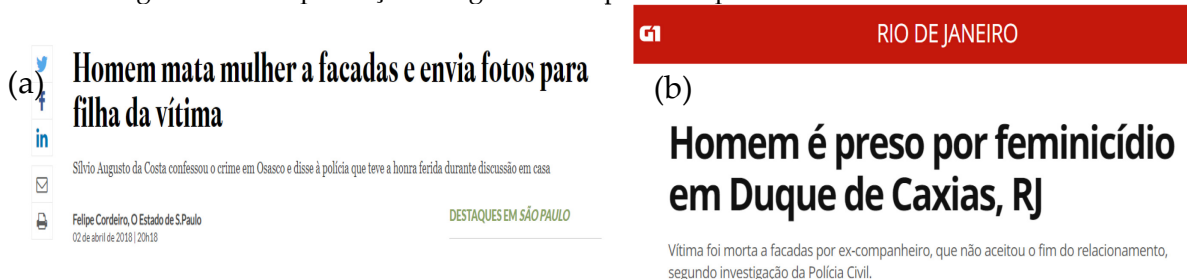 (a)
Homem mata mulher a facadas e envia fotos para
filha da vítima
Sílvio Augusto da Costa confessou o crime em Osasco e disse à polícia que teve a honra ferida durante discussão em casa
Felipe Cordeiro, O Estado de S.Paulo
02 de abril de 2018 | 20h18
DESTAQUES EM SÃO PAULO
in
G1
RIO DE JANEIRO
(b)
Homem é preso por feminicídio
em Duque de Caxias, RJ
Vítima foi morta a facadas por ex-companheiro, que não aceitou o fim do relacionamento,
segundo investigação da Polícia Civil.